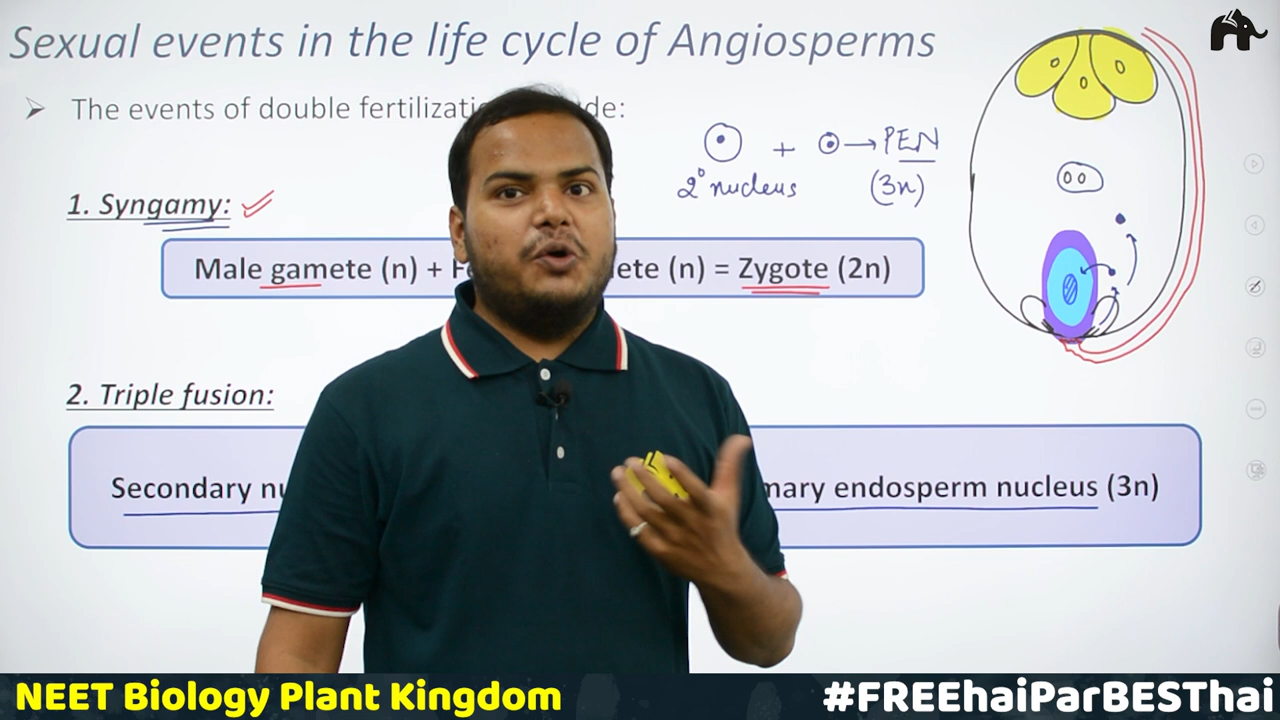 Sexual events in the life cycle of Angiosperms
The events of double fertilizati de:
+ → PEN
2° nucleus (3n)
1. Syngamy:
Male gamete (n) + F ete (n) = Zygote (2n)
2. Triple fusion:
Secondary nu mary endosperm nucleus (3n)
NEET Biology Plant Kingdom
#FREEhaiParBESThai